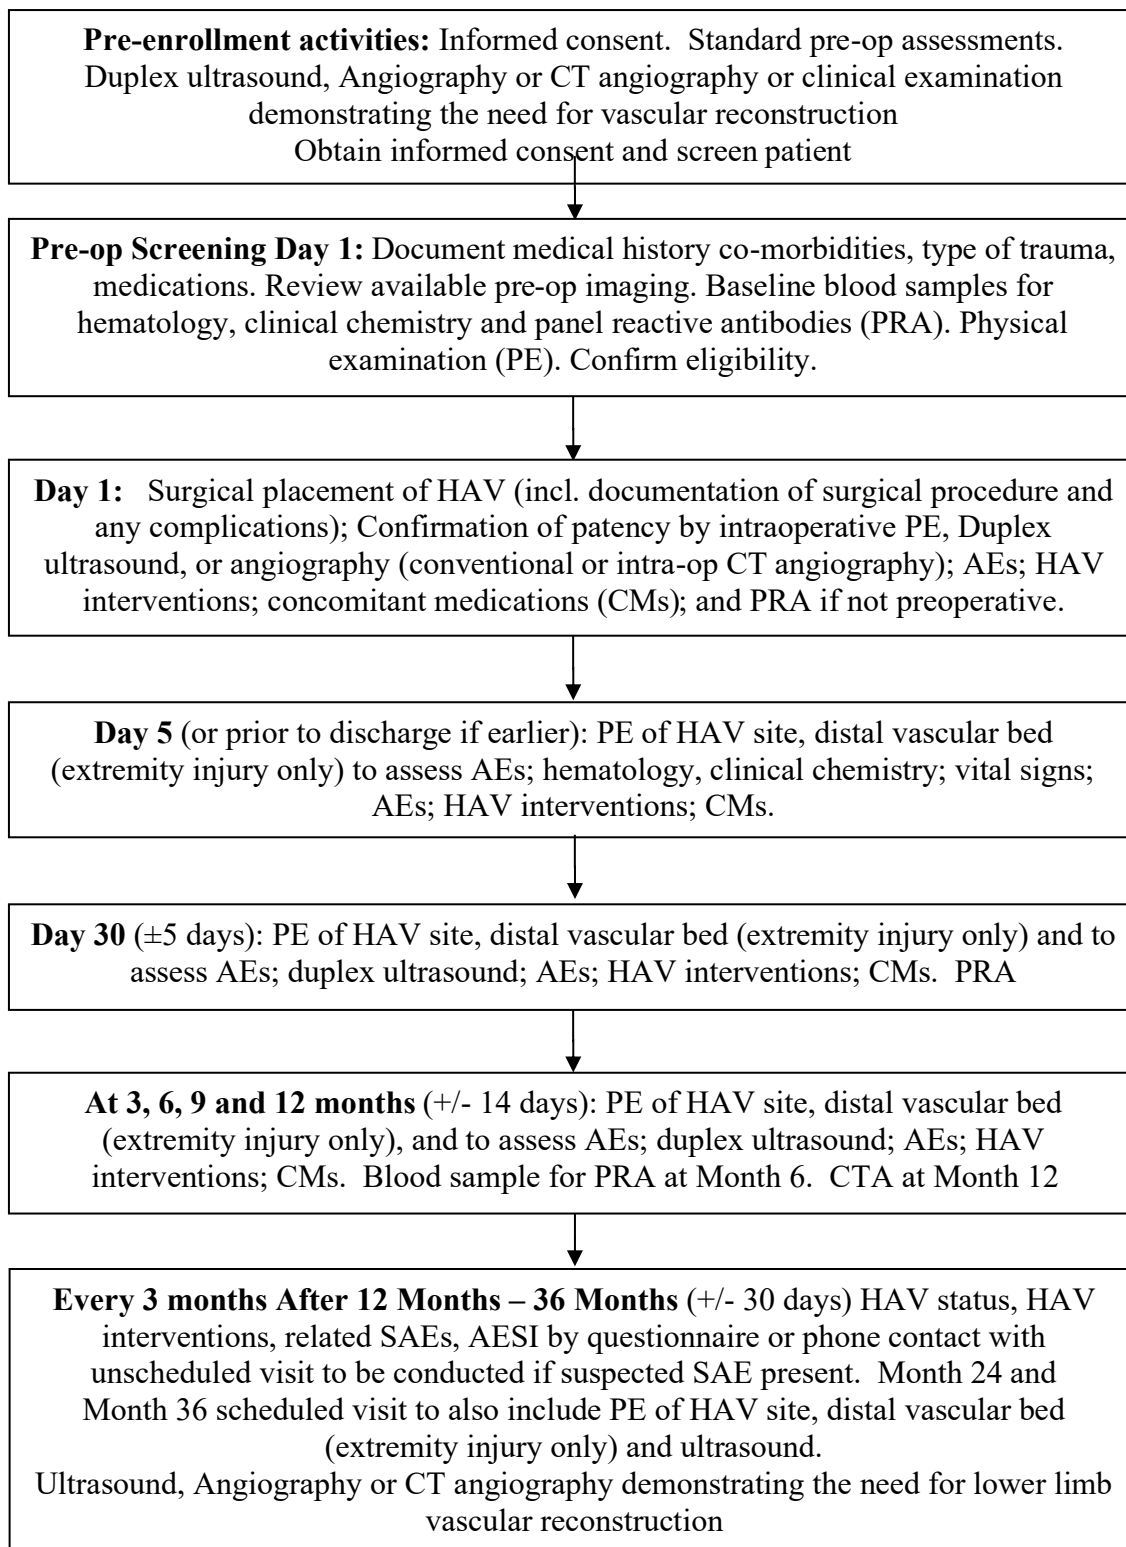 Pre-enrollment activities: Informed consent. Standard pre-op assessments.
Duplex ultrasound, Angiography or CT angiography or clinical examination
demonstrating the need for vascular reconstruction
Obtain informed consent and screen patient
Pre-op Screening Day 1: Document medical history co-morbidities, type of trauma,
medications. Review available pre-op imaging. Baseline blood samples for
hematology, clinical chemistry and panel reactive antibodies (PRA). Physical
examination (PE). Confirm eligibility.
Day 1: Surgical placement of HAV (incl. documentation of surgical procedure and
any complications); Confirmation of patency by intraoperative PE, Duplex
ultrasound, or angiography (conventional or intra-op CT angiography); AEs; HAV
interventions; concomitant medications (CMs); and PRA if not preoperative.
Day 5 (or prior to discharge if earlier): PE of HAV site, distal vascular bed
(extremity injury only) to assess AEs; hematology, clinical chemistry; vital signs;
AEs; HAV interventions; CMs.
Day 30 (±5 days): PE of HAV site, distal vascular bed (extremity injury only) and to
assess AEs; duplex ultrasound; AEs; HAV interventions; CMs. PRA
At 3, 6, 9 and 12 months (+/- 14 days): PE of HAV site, distal vascular bed
(extremity injury only), and to assess AEs; duplex ultrasound; AEs; HAV
interventions; CMs. Blood sample for PRA at Month 6. CTA at Month 12
Every 3 months After 12 Months – 36 Months (+/- 30 days) HAV status, HAV
interventions, related SAEs, AESI by questionnaire or phone contact with
unscheduled visit to be conducted if suspected SAE present. Month 24 and
Month 36 scheduled visit to also include PE of HAV site, distal vascular bed
(extremity injury only) and ultrasound.
Ultrasound, Angiography or CT angiography demonstrating the need for lower limb
vascular reconstruction